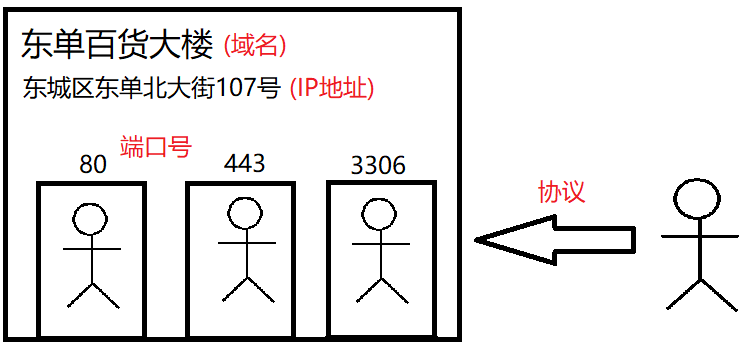 东单百货大楼 (域名)
东城区东单北大街107号 (IP地址)
端口号
80 443 3306
协议